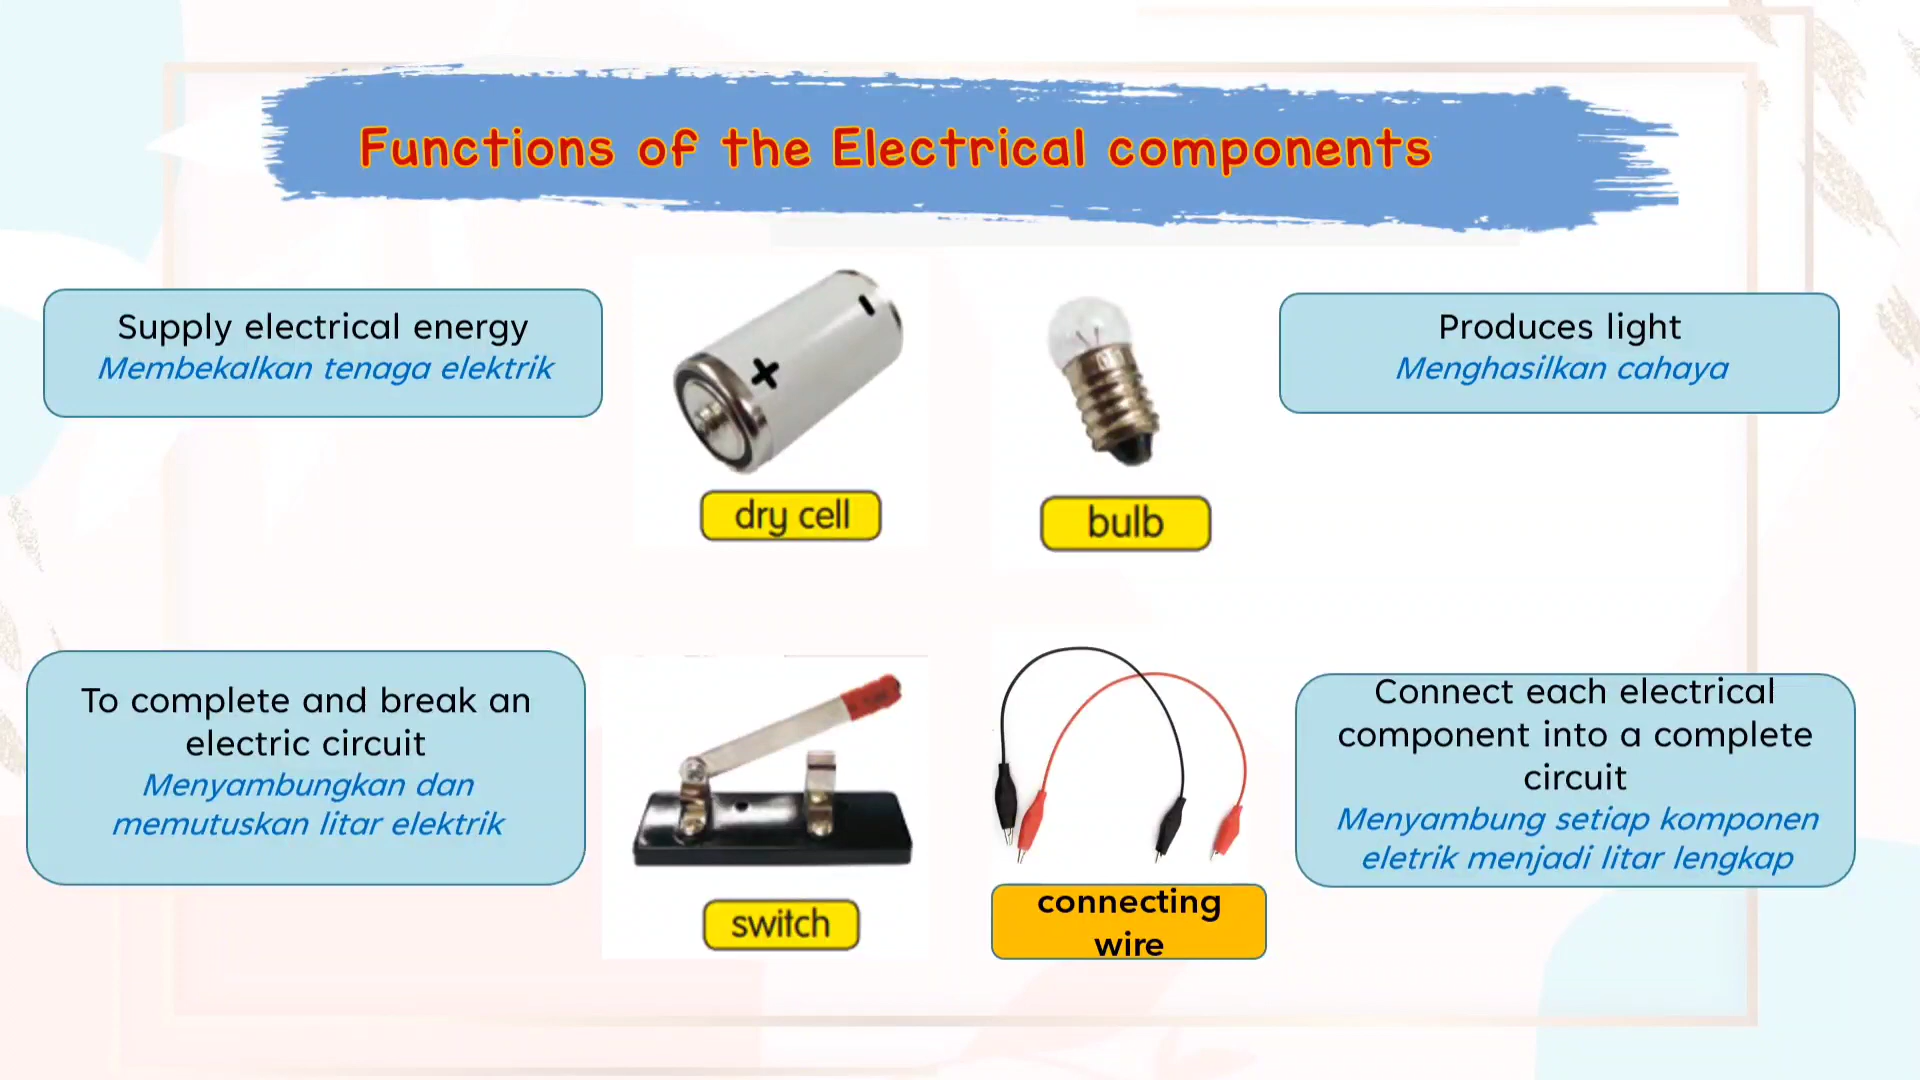 Functions of the Electrical components
Supply electrical energy
Membekalkan tenaga elektrik
+
-
dry cell
bulb
Produces light
Menghasilkan cahaya
To complete and break an
electric circuit
Menyambungkan dan
memutuskan litar elektrik
switch
connecting
wire
Connect each electrical
component into a complete
circuit
Menyambung setiap komponen
eletrik menjadi litar lengkap